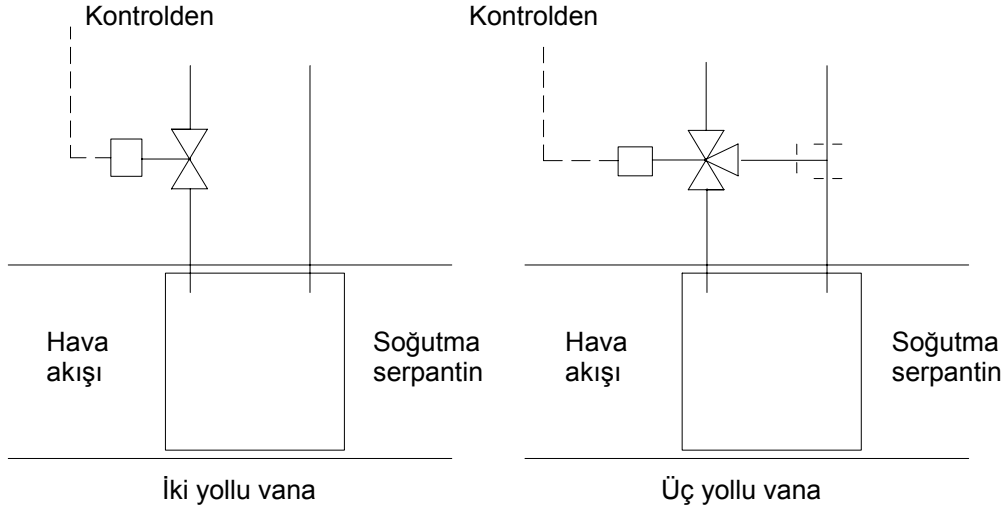 Kontrolden
Kontrolden
Hava
akışı
Soğutma
serpantin
Hava
akışı
Soğutma
serpantin
İki yollu vana
Üç yollu vana